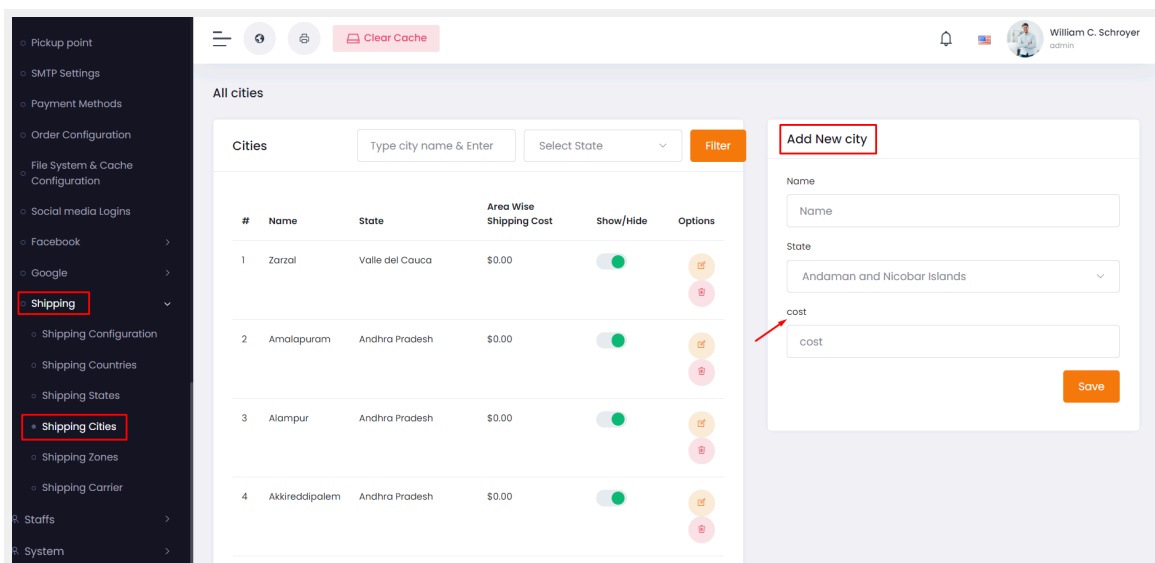 Pickup point
SMTP Settings
Payment Methods
Order Configuration
File System & Cache
Configuration
Social media Logins
Facebook
Google
Shipping
Shipping Configuration
Shipping Countries
Shipping States
Shipping Cities
Shipping Zones
Shipping Carrier
Staffs
System
Clear Cache
William C. Schroyer
admin
All cities
Cities
Type city name & Enter
Select State
Filter
# Name State Area Wise Shipping Cost Show/Hide Options
1 Zarzal Valle del Cauca $0.00
2 Amalapuram Andhra Pradesh $0.00
3 Alampur Andhra Pradesh $0.00
4 Akkireddipalem Andhra Pradesh $0.00
Add New city
Name
Name
State
Andaman and Nicobar Islands
cost
cost
Save